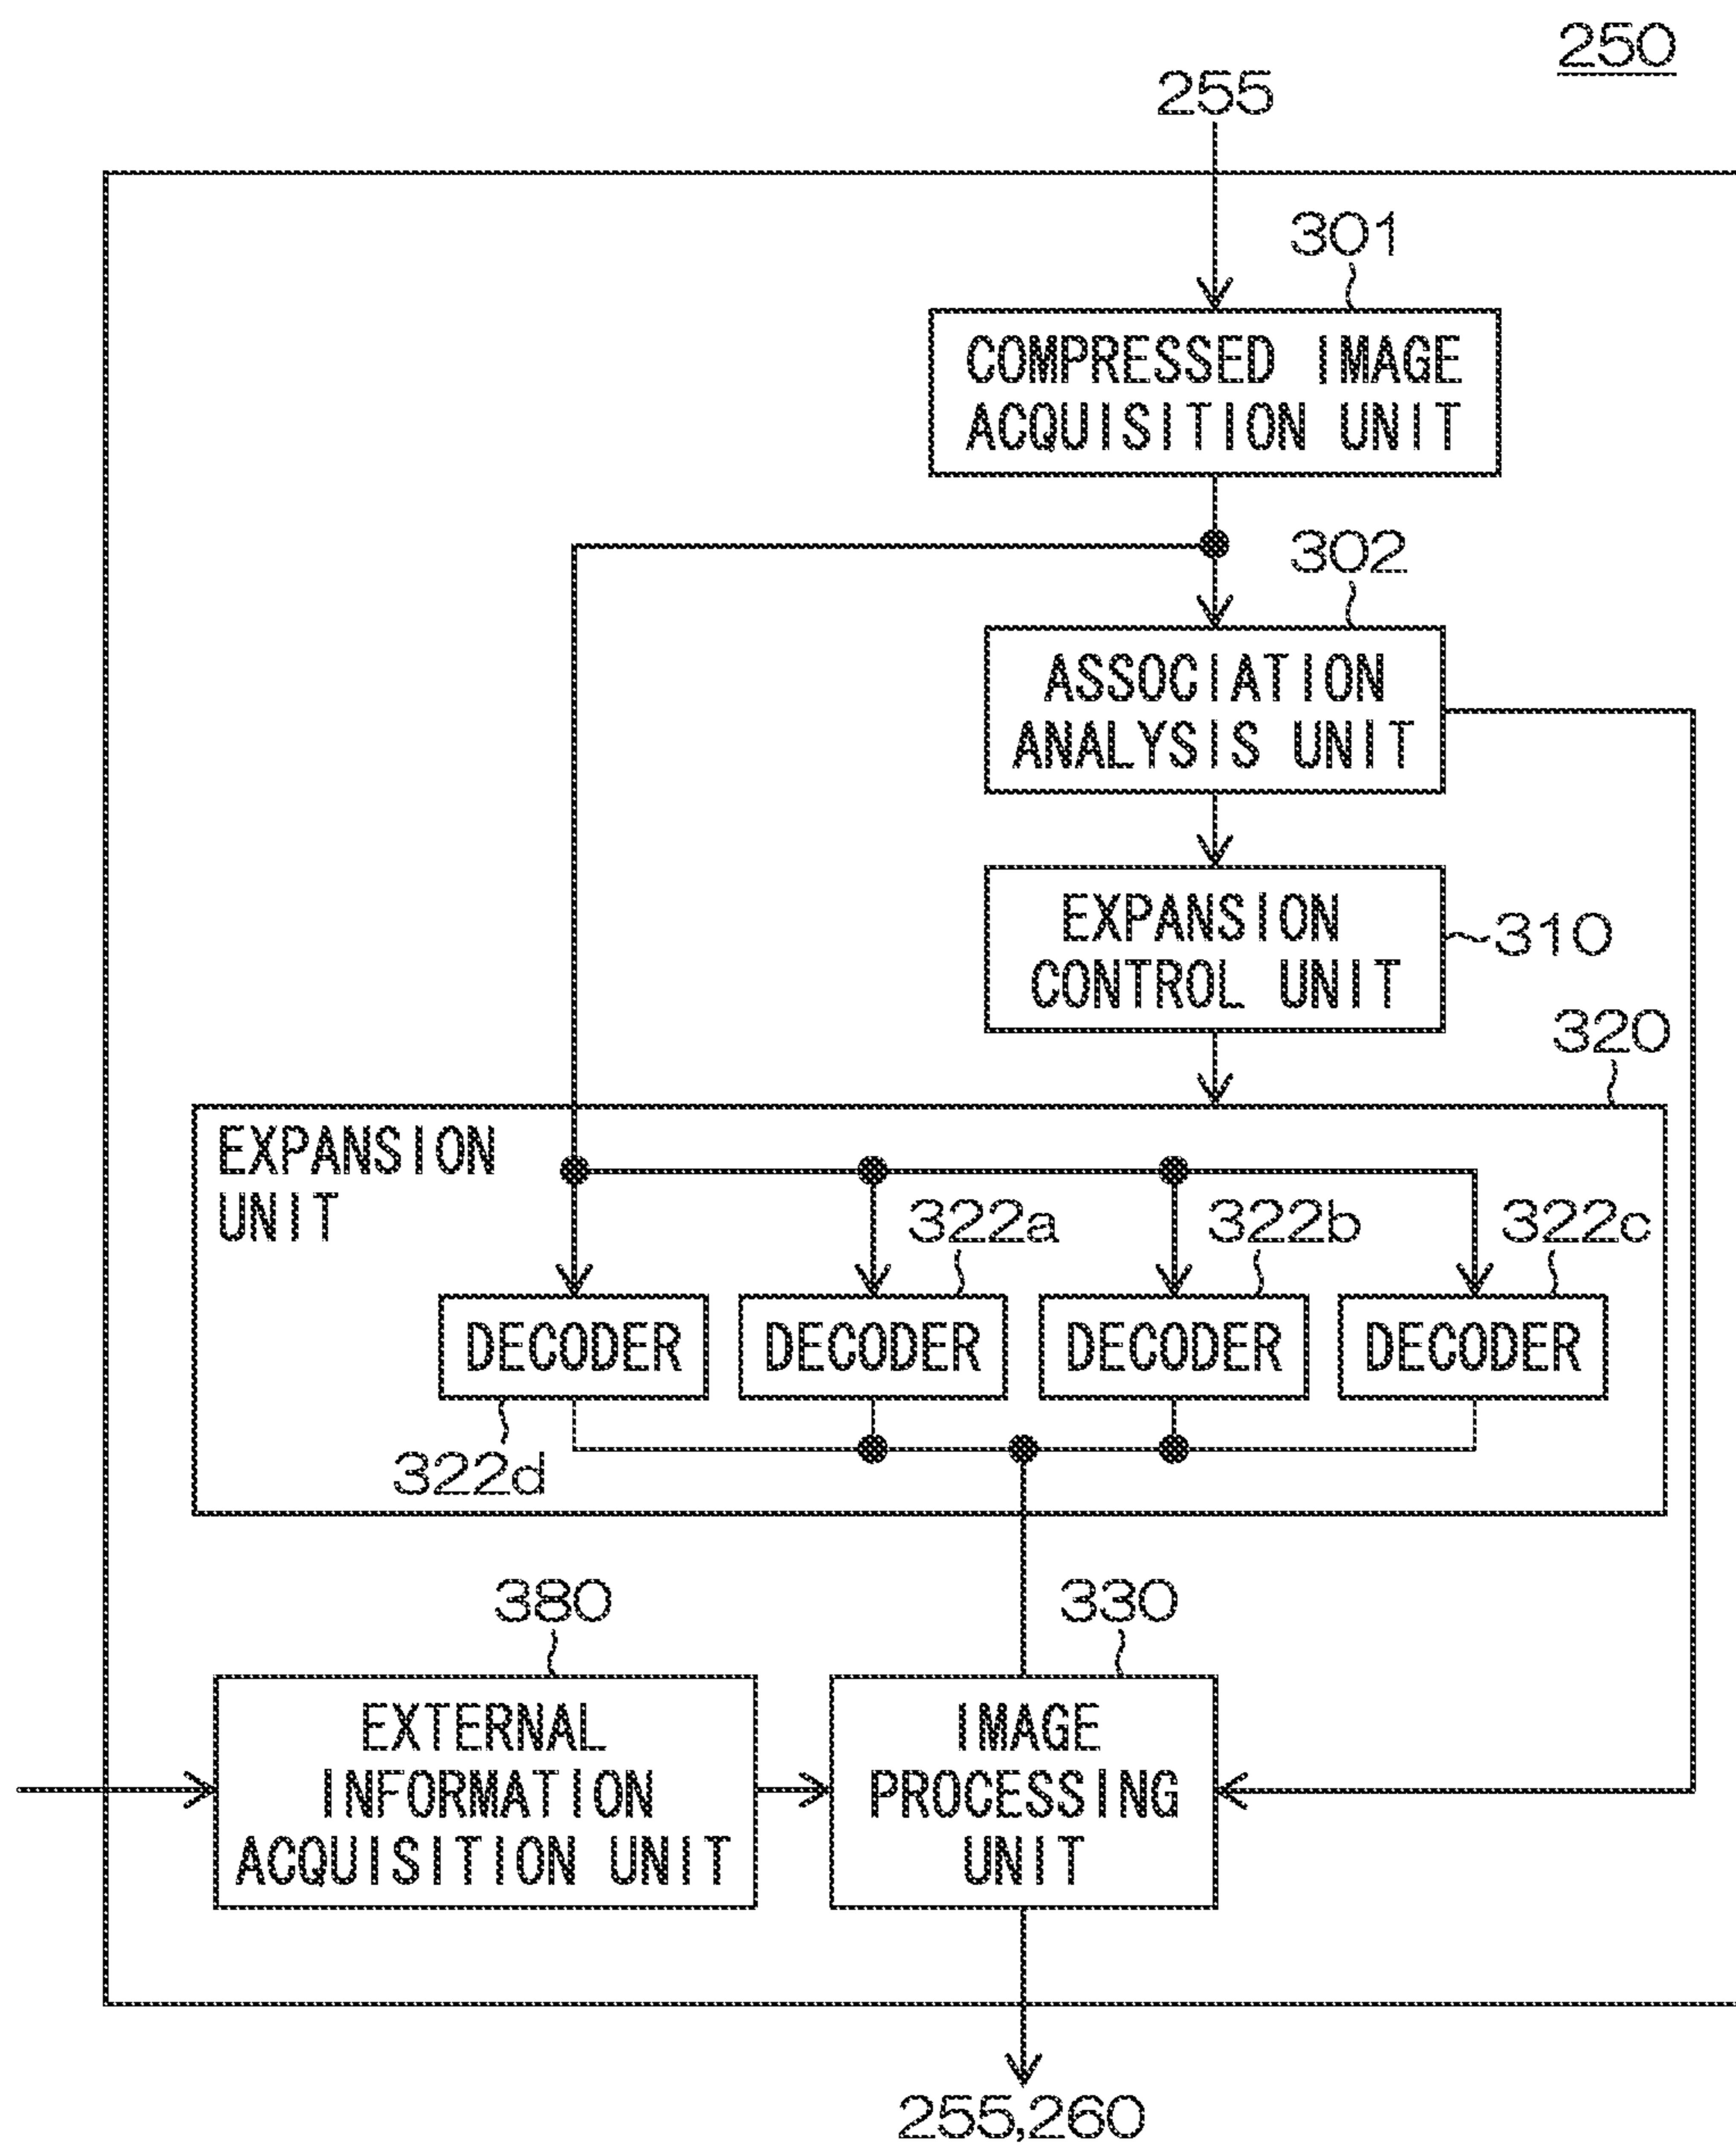 250
255
301
COMPRESSED IMAGE
ACQUISITION UNIT
302
ASSOCIATION
ANALYSIS UNIT
EXPANSION
CONTROL UNIT
310
320
EXPANSION
UNIT
322a
322b
322c
DECODER
DECODER
DECODER
DECODER
322d
380
330
EXTERNAL
INFORMATION
ACQUISITION UNIT
IMAGE
PROCESSING
UNIT
255,260